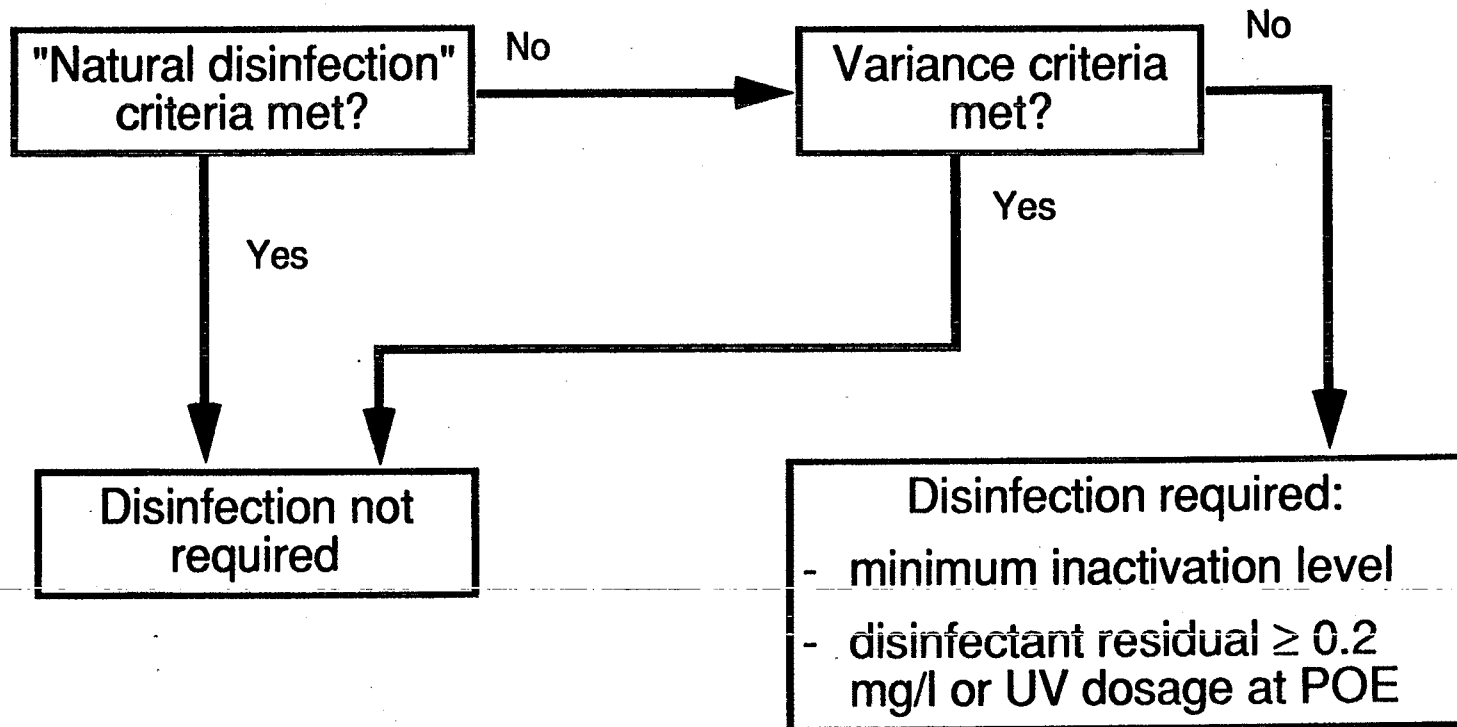 "Natural disinfection"
criteria met?
No
Variance criteria
met?
No
Yes
Yes
Disinfection not
required
Disinfection required:
- minimum inactivation level
- disinfectant residual ≥ 0.2
mg/l or UV dosage at POE